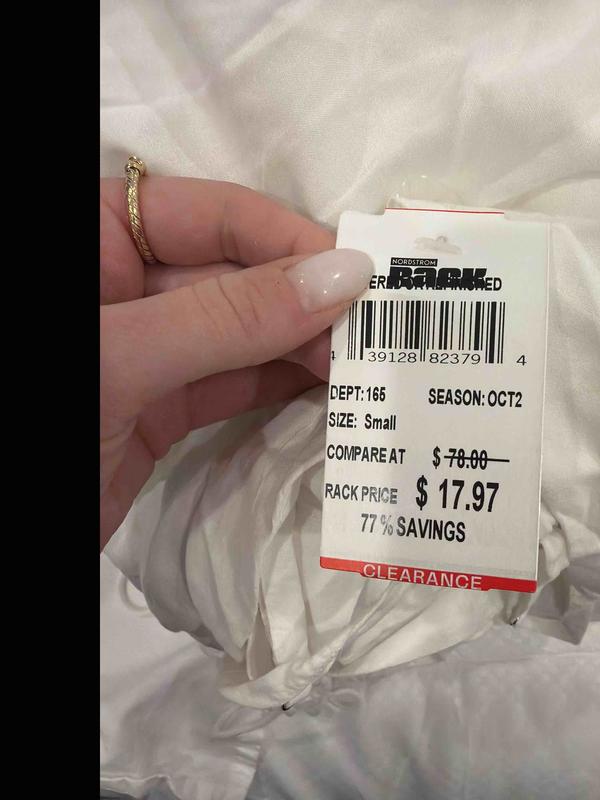 NORDSTROM
Rack
4 39128 82379 4
DEPT: 165 SEASON: OCT2
SIZE: Small
COMPARE AT $ 78.00
RACK PRICE $ 17.97
77 % SAVINGS
CLEARANCE